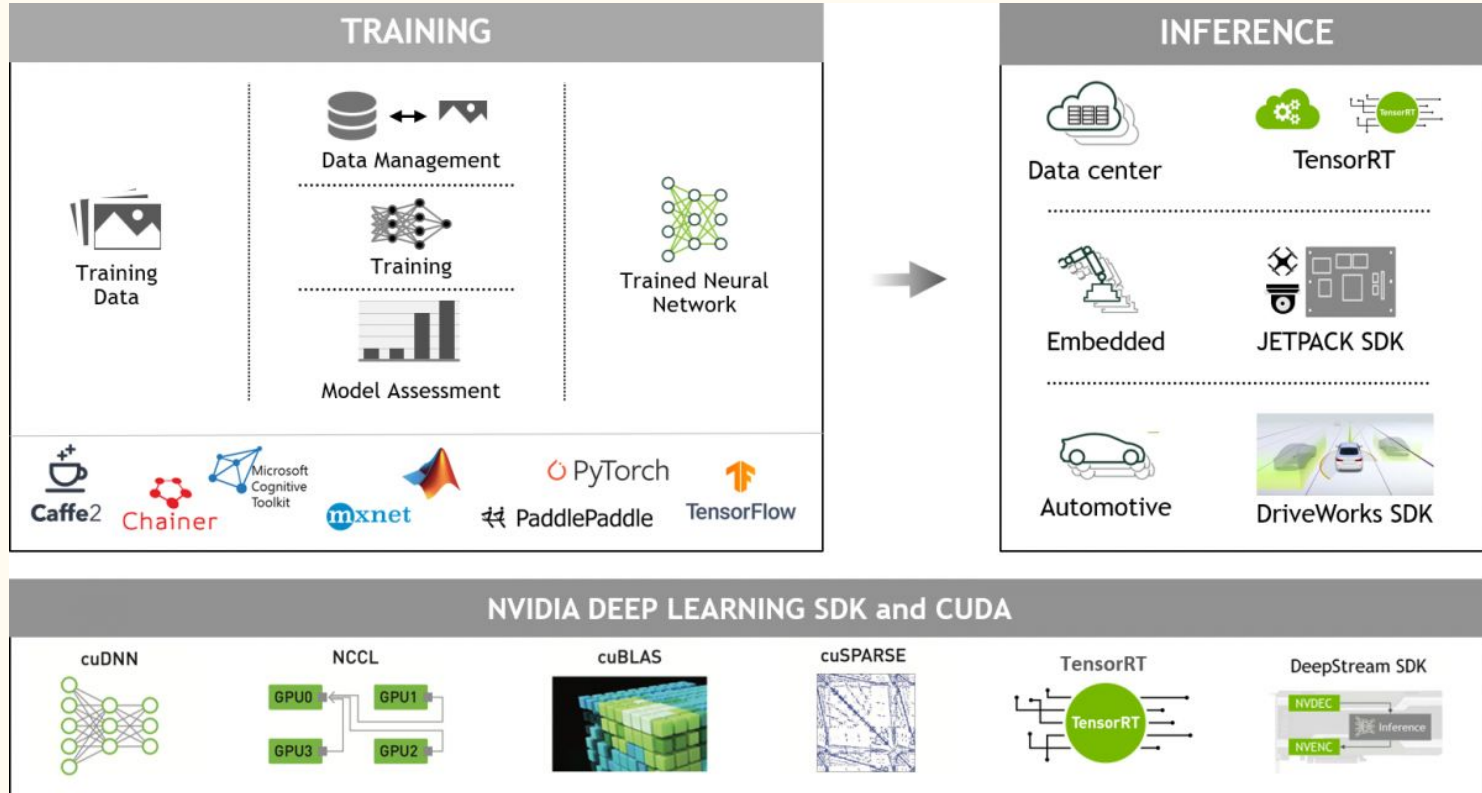 TRAINING
Training
Data
Data Management
Training
Model Assessment
Trained Neural
Network
Caffe2
Chainer
Microsoft
Cognitive
Toolkit
mxnet
PyTorch
PaddlePaddle
TensorFlow
INFERENCE
Data center
TensorRT
TensorRT
Embedded
JETPACK SDK
Automotive
DriveWorks SDK
NVIDIA DEEP LEARNING SDK and CUDA
cuDNN
NCCL
GPU0
GPU1
GPU3
GPU2
cuBLAS
cuSPARSE
TensorRT
TensorRT
DeepStream SDK
NVDEC
Inference
NVENC